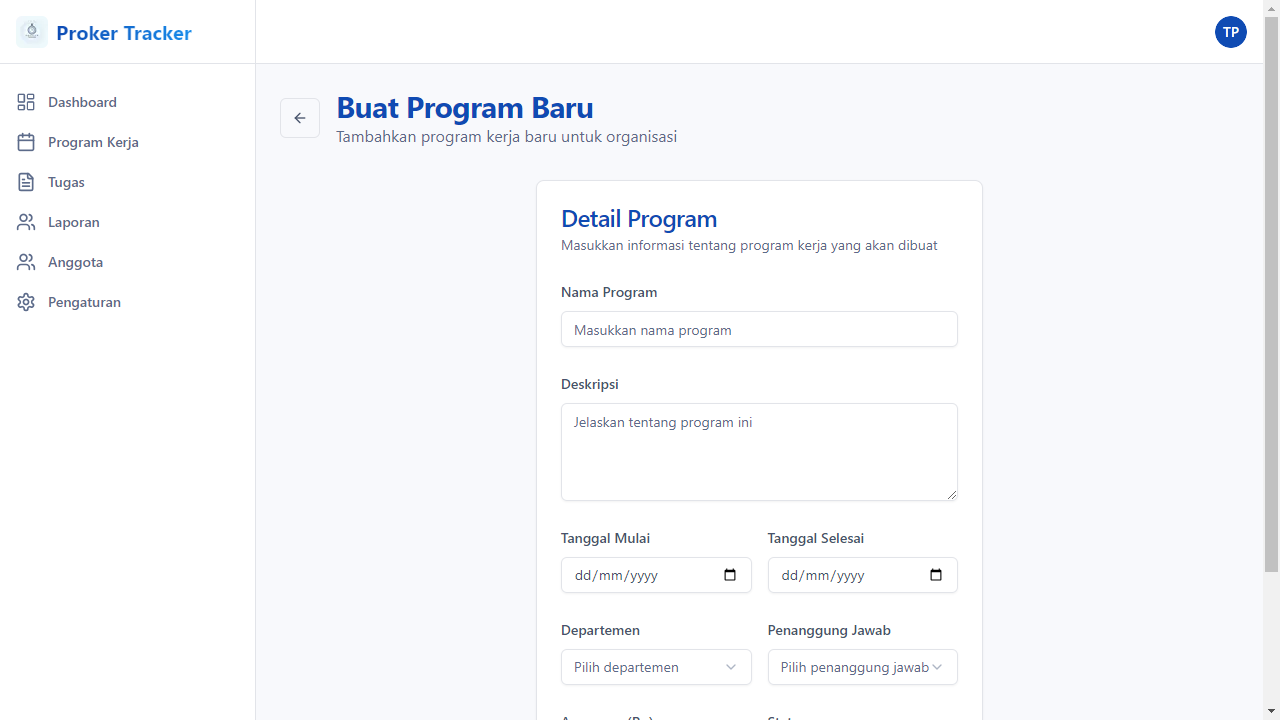 Proker Tracker
TP
Dashboard
Program Kerja
Tugas
Laporan
Anggota
Pengaturan
Buat Program Baru
Tambahkan program kerja baru untuk organisasi
Detail Program
Masukkan informasi tentang program kerja yang akan dibuat
Nama Program
Masukkan nama program
Deskripsi
Jelaskan tentang program ini
Tanggal Mulai
Tanggal Selesai
dd/mm/yyyy
dd/mm/yyyy
Departemen
Penanggung Jawab
Pilih departemen
Pilih penanggung jawab